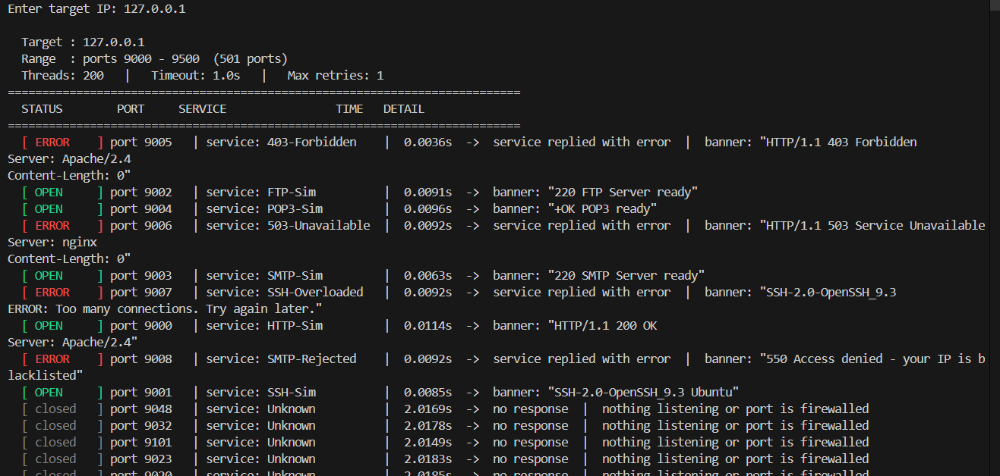 Enter target IP: 127.0.0.1
Target : 127.0.0.1
Range  : ports 9000 - 9500  (501 ports)
Threads: 200   |   Timeout: 1.0s   |   Max retries: 1
===========================================================================
STATUS        PORT     SERVICE                TIME   DETAIL
===========================================================================
[ ERROR    ] port 9005   | service: 403-Forbidden    |  0.0036s  ->  service replied with error  |  banner: "HTTP/1.1 403 Forbidden
Server: Apache/2.4
Content-Length: 0"
[ OPEN     ] port 9002   | service: FTP-Sim          |  0.0091s  ->  banner: "220 FTP Server ready"
[ OPEN     ] port 9004   | service: POP3-Sim         |  0.0096s  ->  banner: "+OK POP3 ready"
[ ERROR    ] port 9006   | service: 503-Unavailable  |  0.0092s  ->  service replied with error  |  banner: "HTTP/1.1 503 Service Unavailable
Server: nginx
Content-Length: 0"
[ OPEN     ] port 9003   | service: SMTP-Sim         |  0.0063s  ->  banner: "220 SMTP Server ready"
[ ERROR    ] port 9007   | service: SSH-Overloaded   |  0.0092s  ->  service replied with error  |  banner: "SSH-2.0-OpenSSH_9.3
ERROR: Too many connections. Try again later."
[ OPEN     ] port 9000   | service: HTTP-Sim         |  0.0114s  ->  banner: "HTTP/1.1 200 OK
Server: Apache/2.4"
[ ERROR    ] port 9008   | service: SMTP-Rejected    |  0.0092s  ->  service replied with error  |  banner: "550 Access denied - your IP is b
lacklisted"
[ OPEN     ] port 9001   | service: SSH-Sim          |  0.0085s  ->  banner: "SSH-2.0-OpenSSH_9.3 Ubuntu"
[ closed   ] port 9048   | service: Unknown          |  2.0169s  ->  no response  |  nothing listening or port is firewalled
[ closed   ] port 9032   | service: Unknown          |  2.0178s  ->  no response  |  nothing listening or port is firewalled
[ closed   ] port 9101   | service: Unknown          |  2.0149s  ->  no response  |  nothing listening or port is firewalled
[ closed   ] port 9023   | service: Unknown          |  2.0183s  ->  no response  |  nothing listening or port is firewalled
[ closed   ] port 9020   | service: Unknown          |  2.0185s  ->  no response  |  nothing listening or port is firewalled